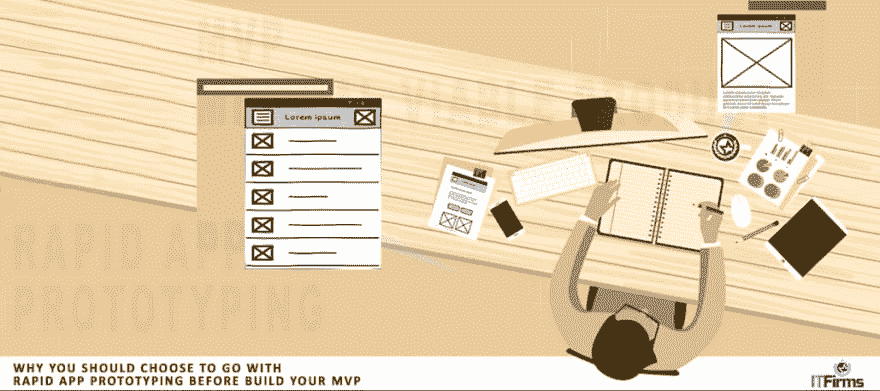 MVP
Lorem ipsum
RAPID APP
PROTOTYPING
WHY YOU SHOULD CHOOSE TO GO WITH
RAPID APP PROTOTYPING BEFORE BUILD YOUR MVP
ITFirms